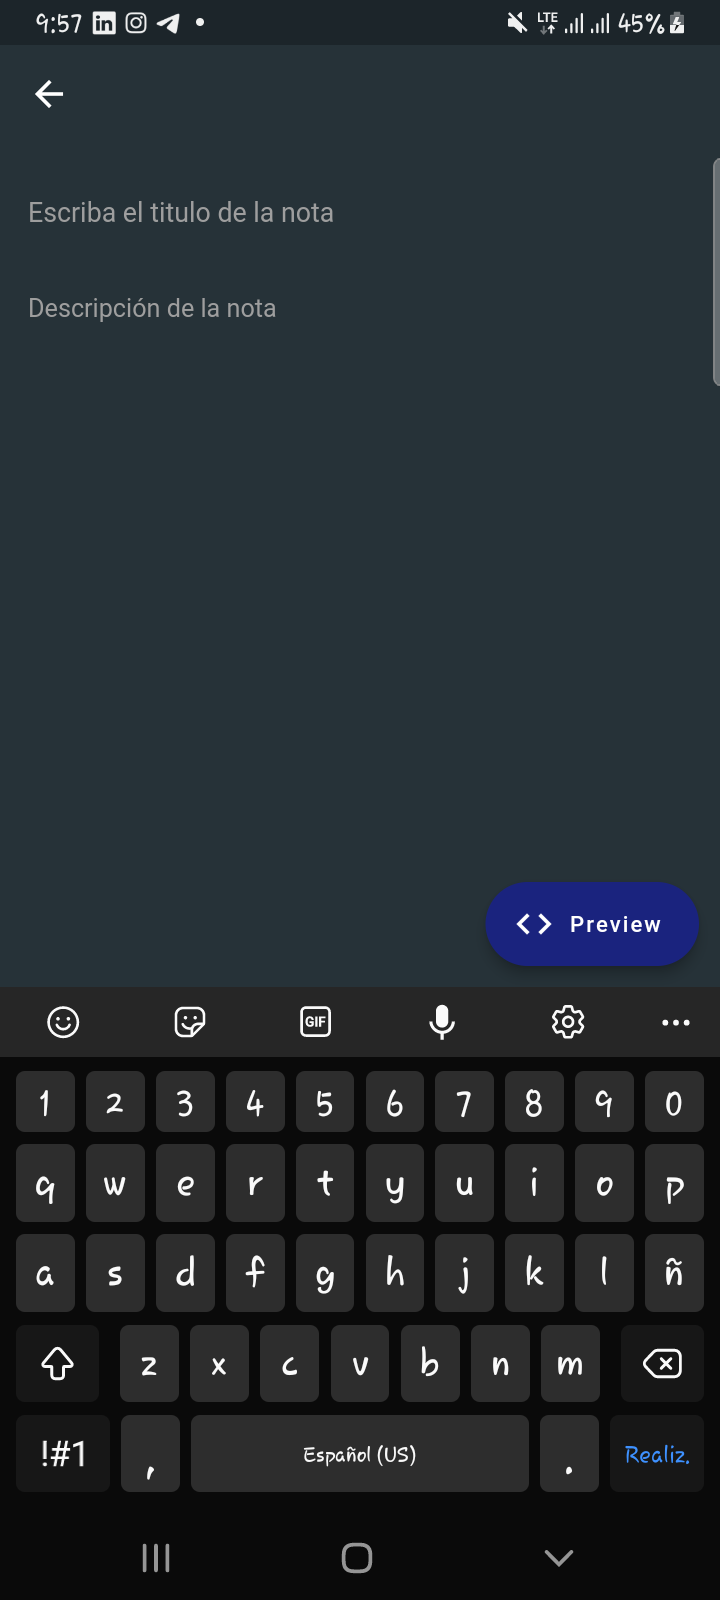 9:57 LTE 45%
Escriba el titulo de la nota
Descripción de la nota
<> Preview
GIF
1 2 3 4 5 6 7 8 9 0
q w e r t y u i o p
a s d f g h j k l ñ
z x c v b n m
!#1 , Español (US) . Realiz.